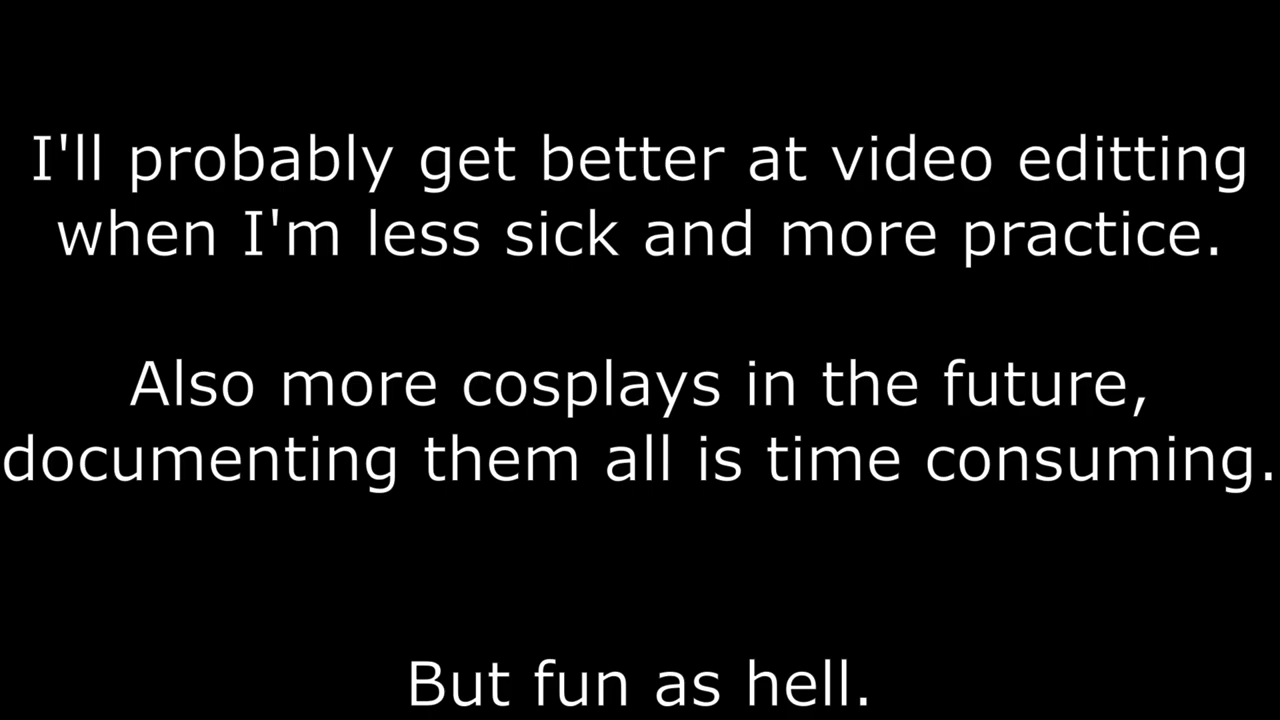 I'll probably get better at video editting
when I'm less sick and more practice.
Also more cosplays in the future,
documenting them all is time consuming.
But fun as hell.